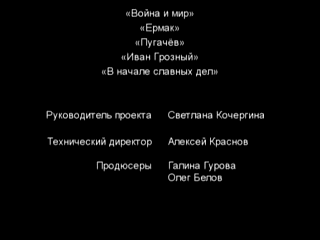 «Война и мир»
«Ермак»
«Пугачёв»
«Иван Грозный»
«В начале славных дел»
Руководитель проекта Светлана Кочергина
Технический директор Алексей Краснов
Продюсеры Галина Гурова
Олег Белов